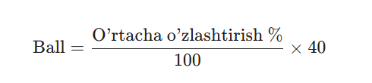 Ball = O’rtacha o’zlashtirish % / 100 × 40